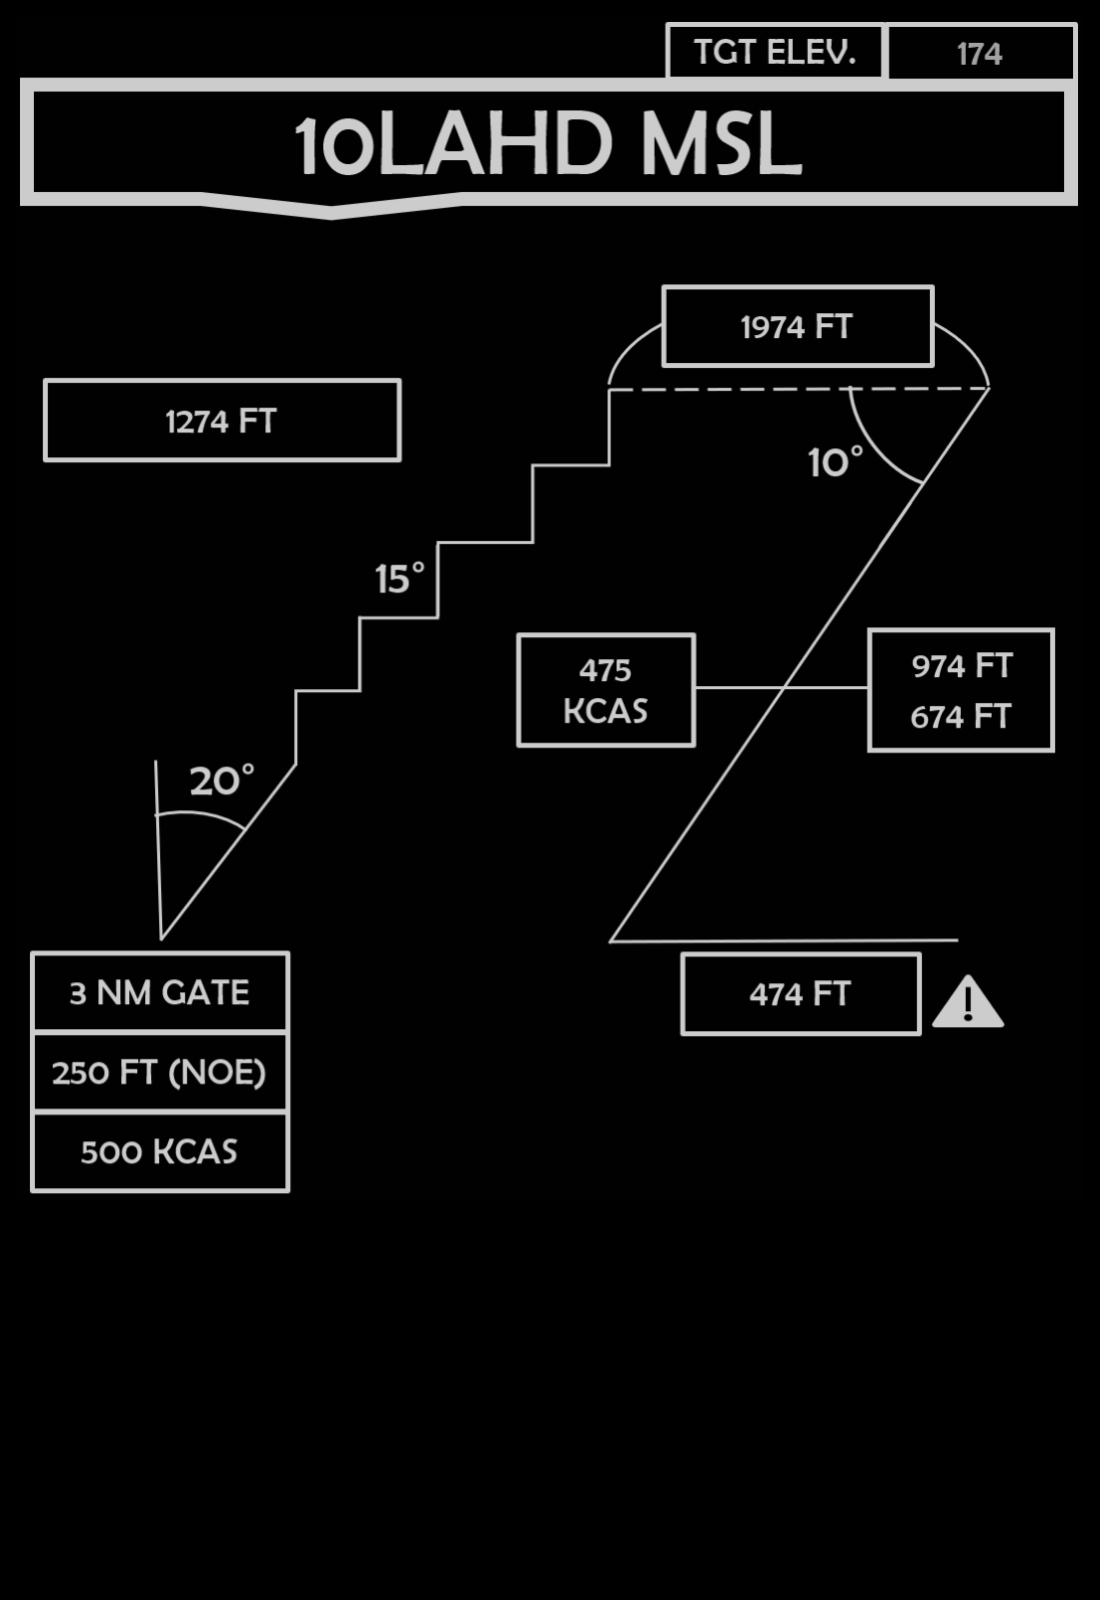 TGT ELEV. 174
10LAHD MSL
1974 FT
1274 FT
10°
15°
475
KCAS
974 FT
674 FT
20°
3 NM GATE
250 FT (NOE)
500 KCAS
474 FT
!